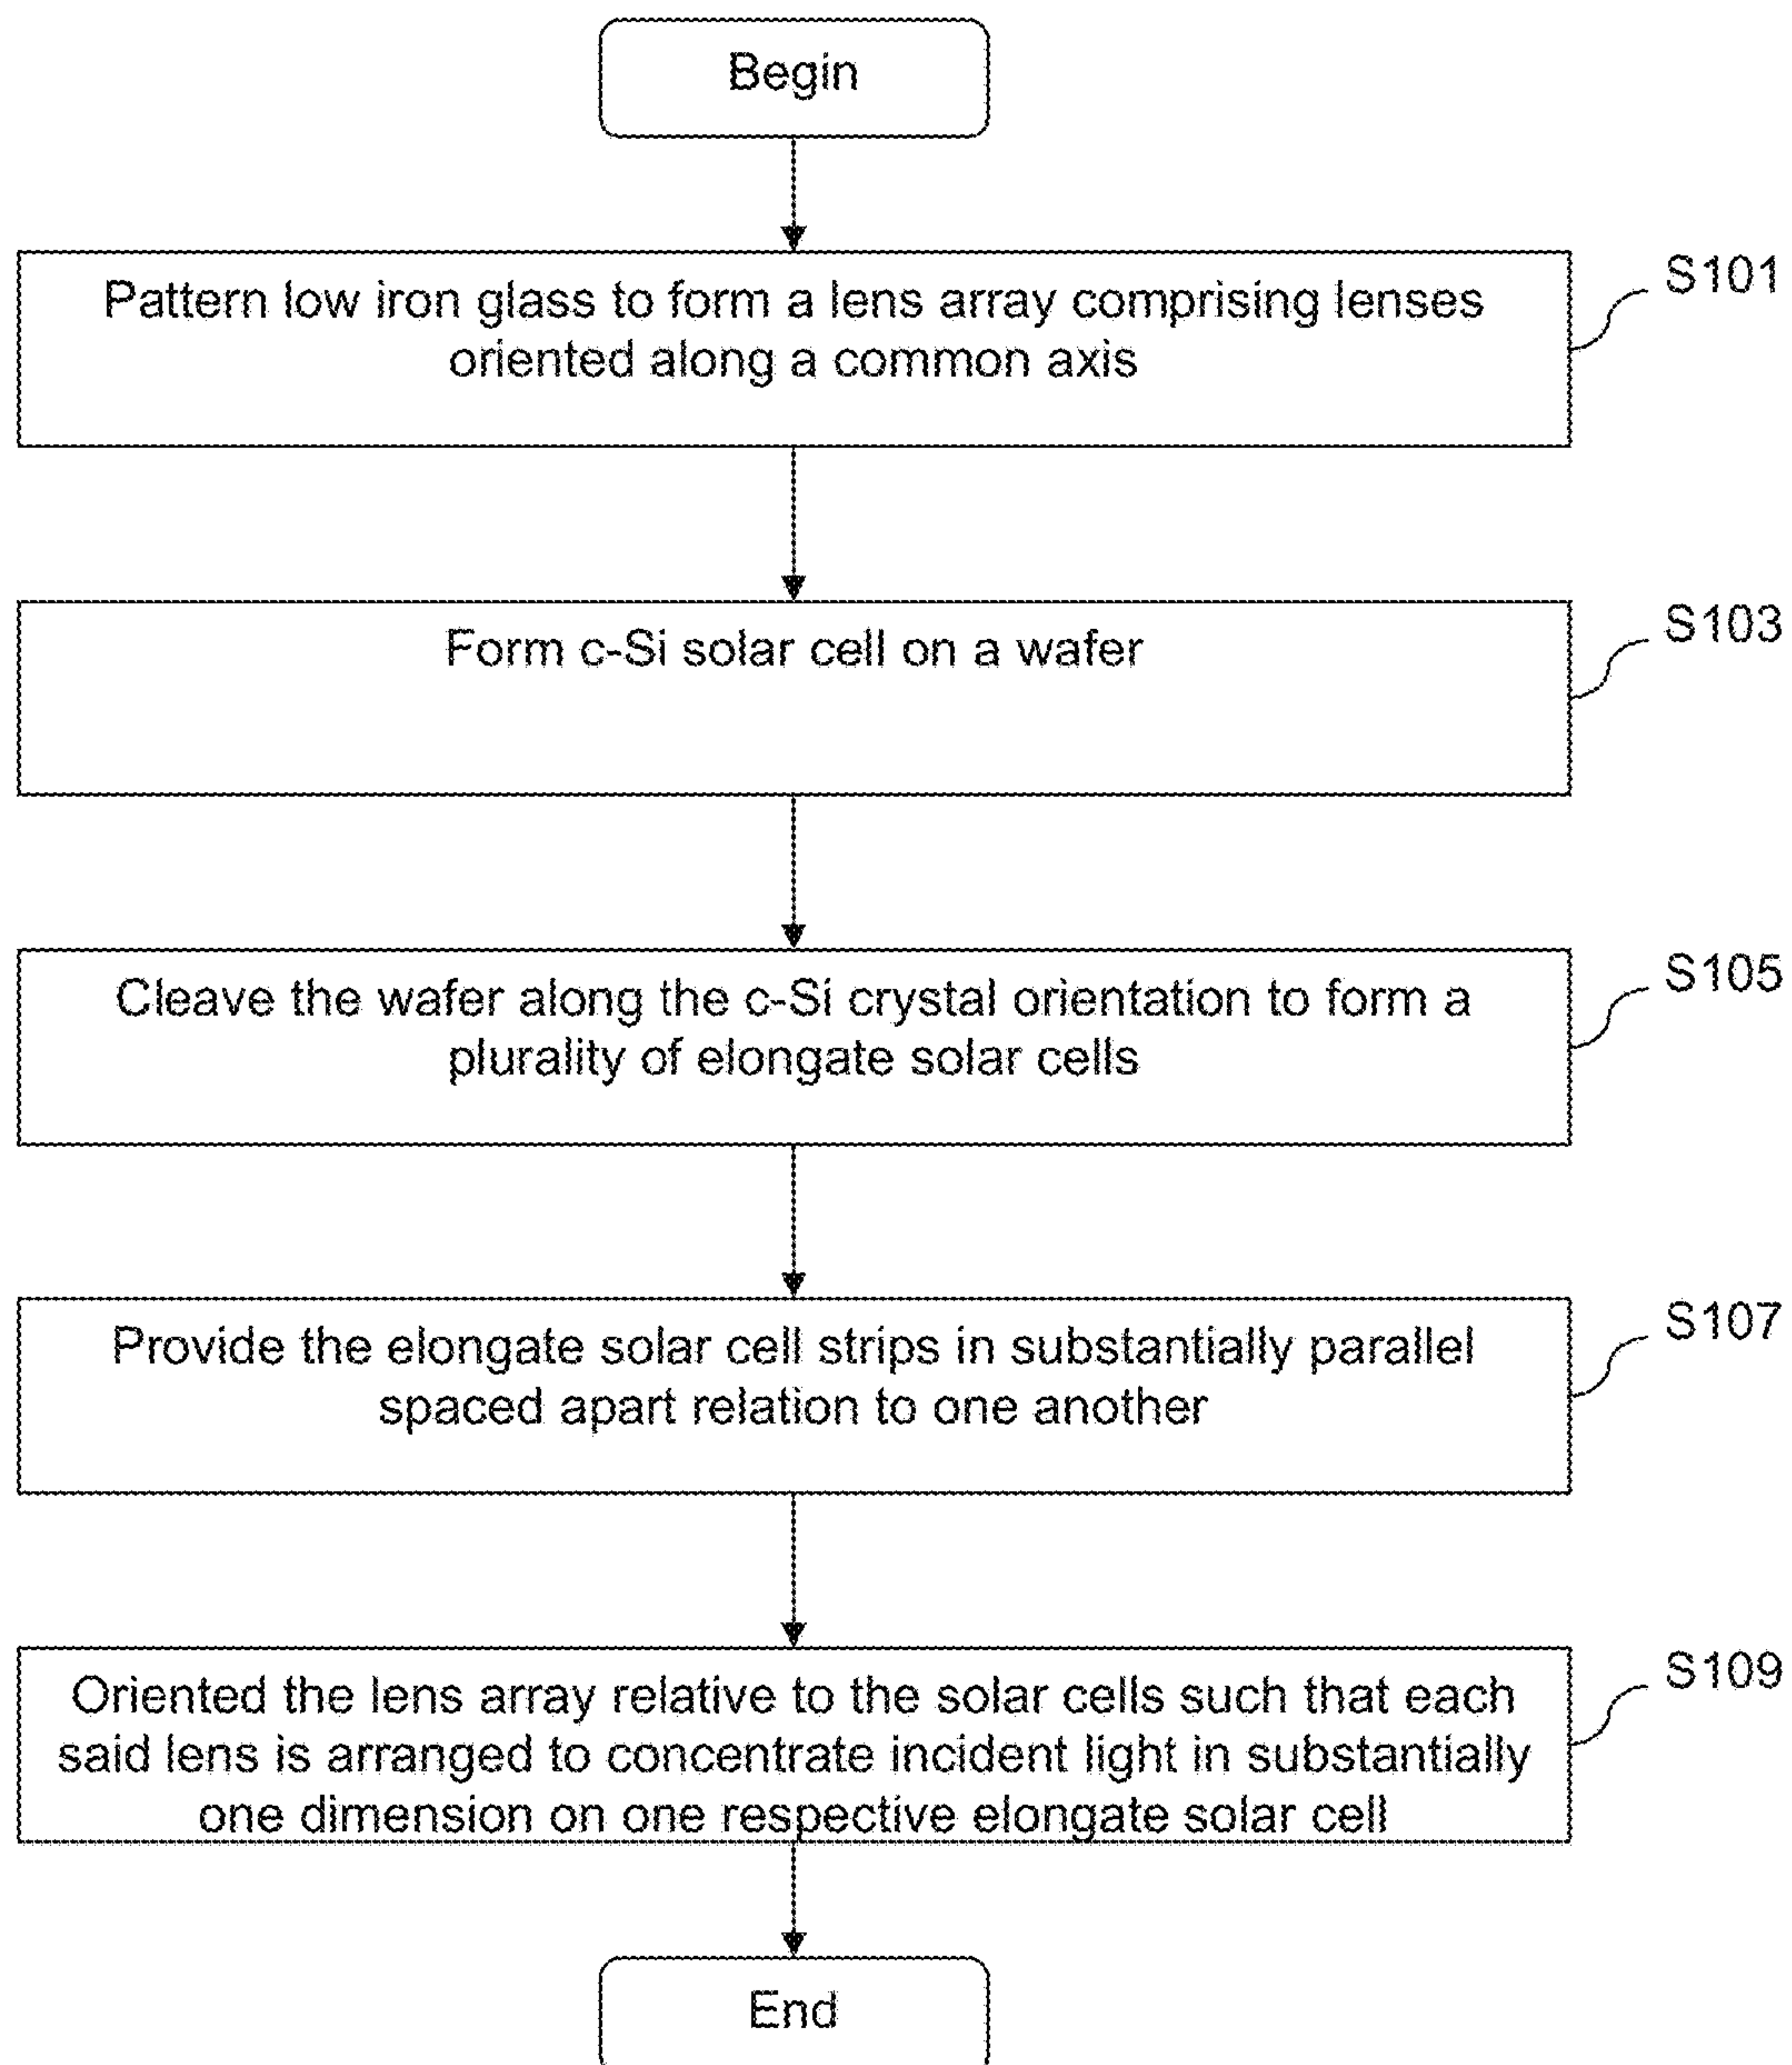 Begin
Pattern low iron glass to form a lens array comprising lenses
oriented along a common axis
S101
Form c-Si solar cell on a wafer
S103
Cleave the wafer along the c-Si crystal orientation to form a
plurality of elongate solar cells
S105
Provide the elongate solar cell strips in substantially parallel
spaced apart relation to one another
S107
Oriented the lens array relative to the solar cells such that each
said lens is arranged to concentrate incident light in substantially
one dimension on one respective elongate solar cell
S109
End